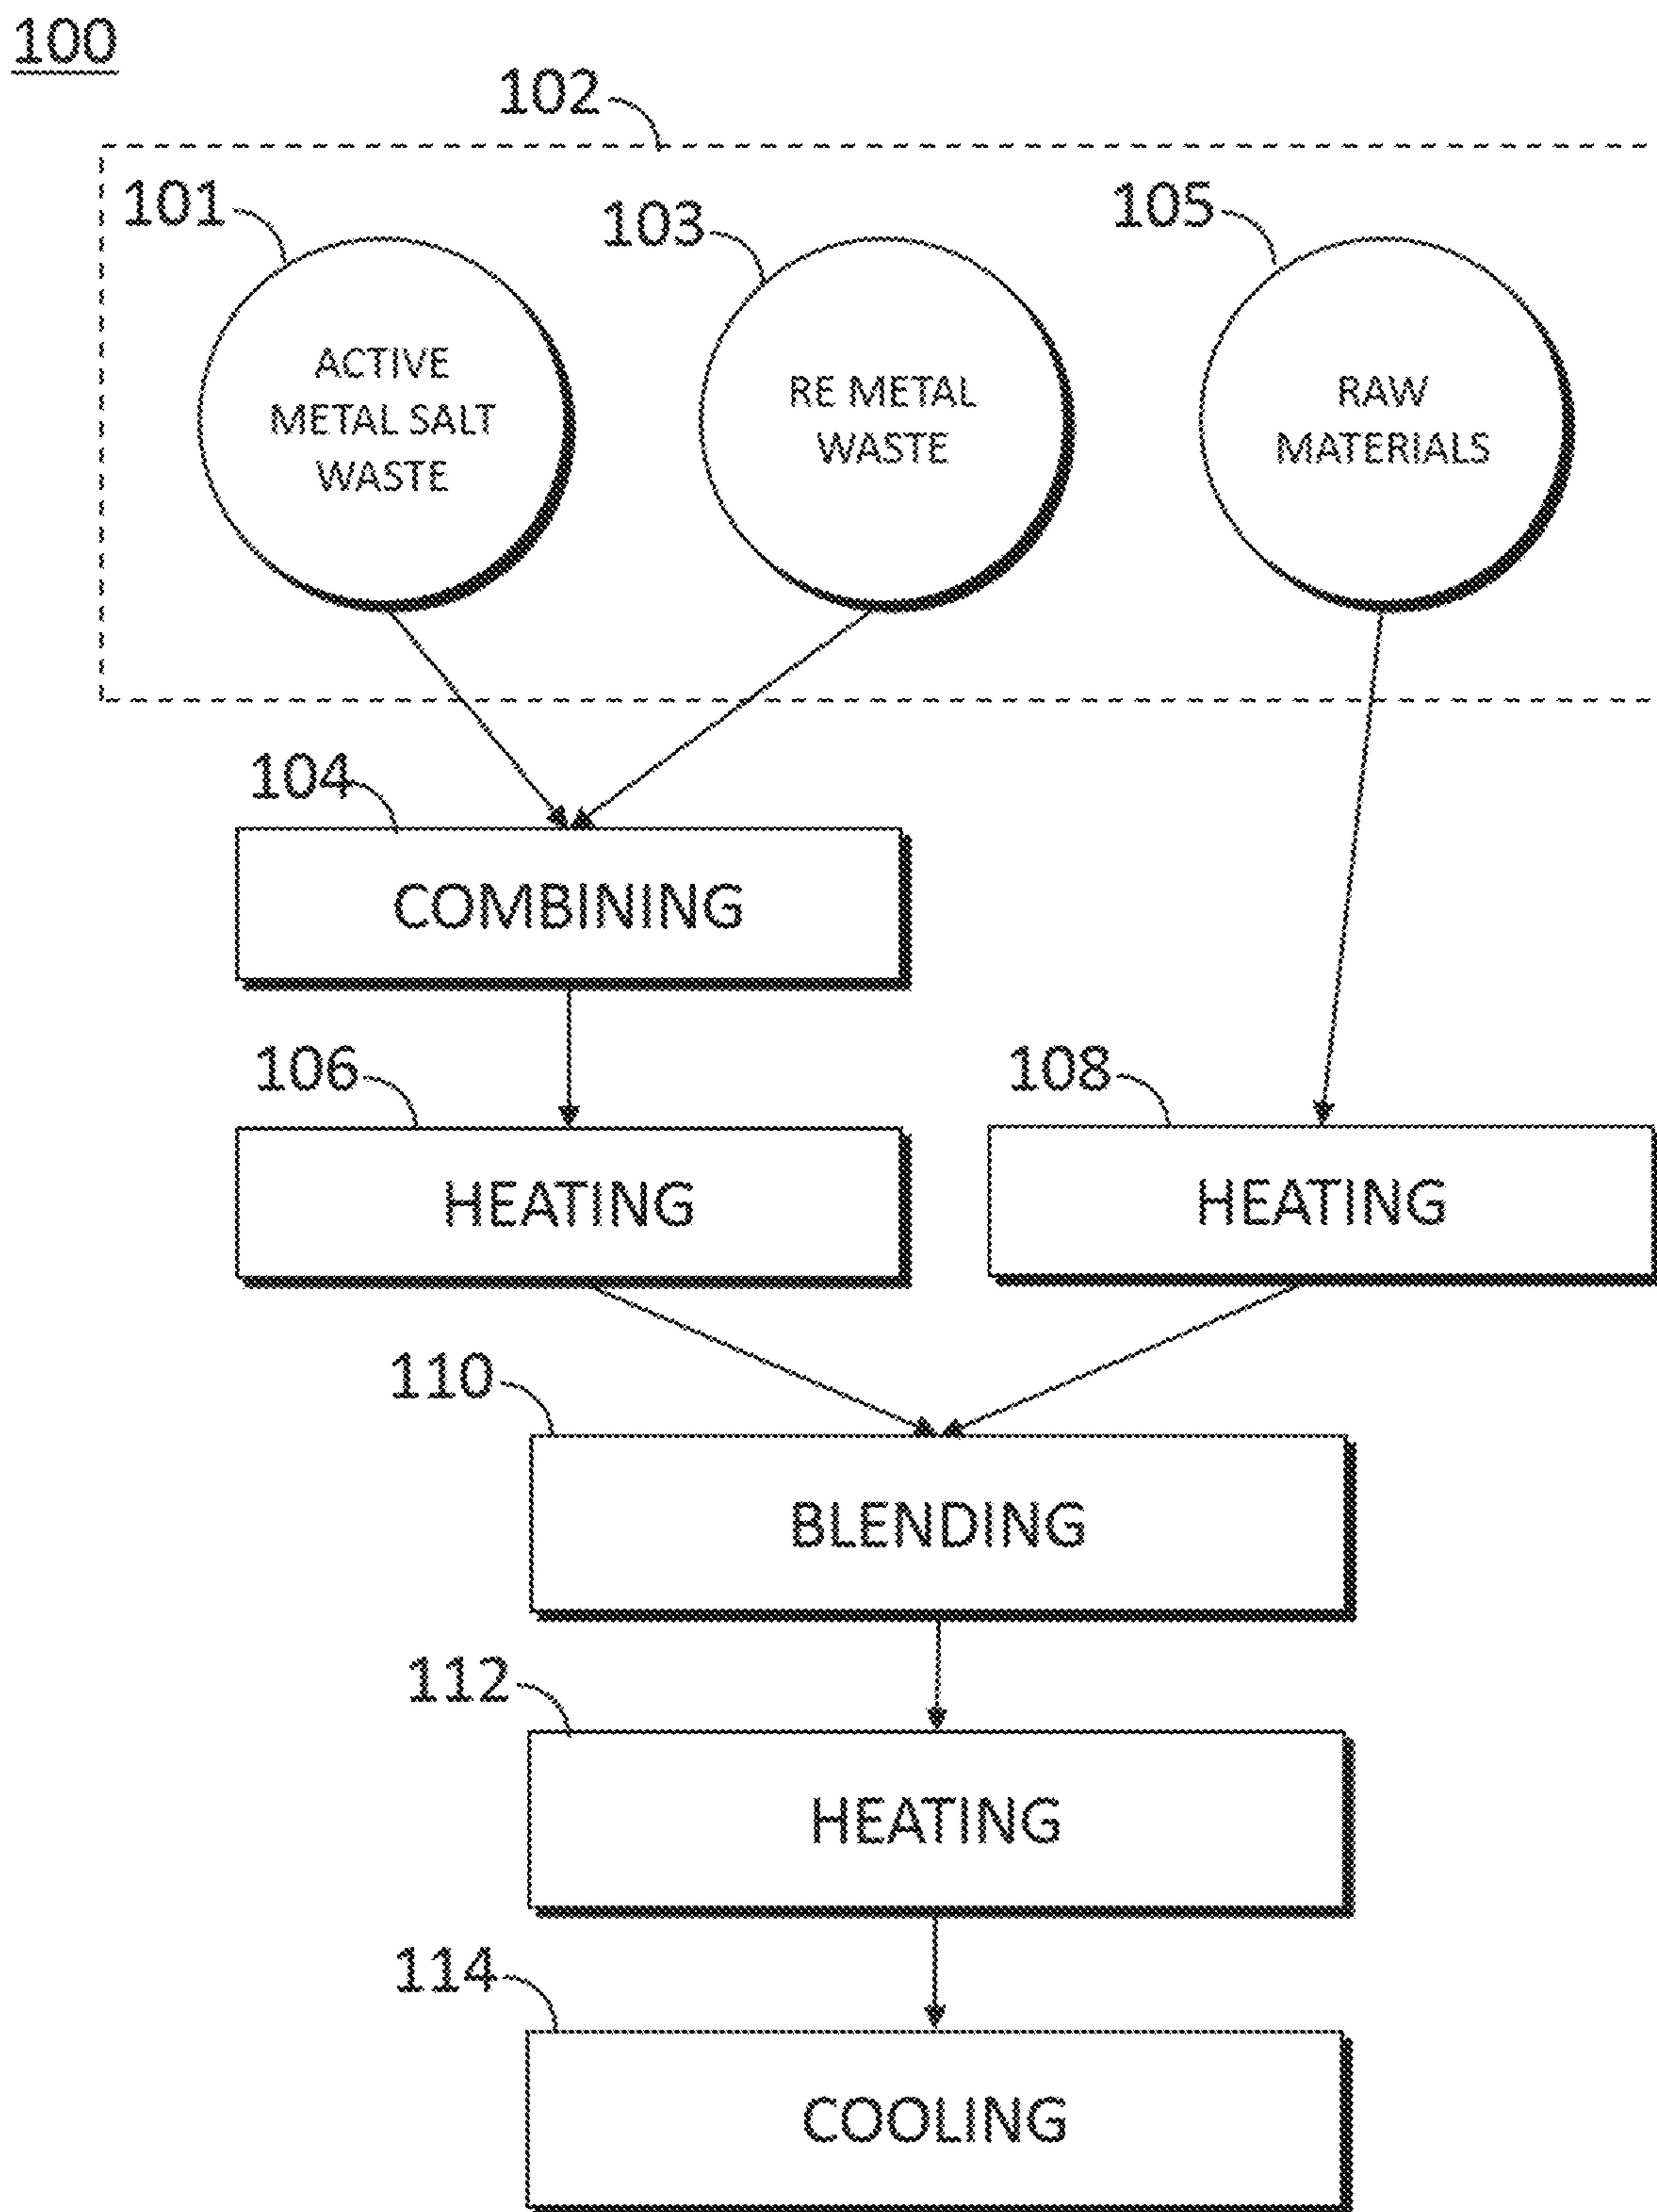 100
102
101
103
105
ACTIVE
METAL SALT
WASTE
RE METAL
WASTE
RAW
MATERIALS
104
COMBINING
106
108
HEATING
HEATING
110
BLENDING
112
HEATING
114
COOLING